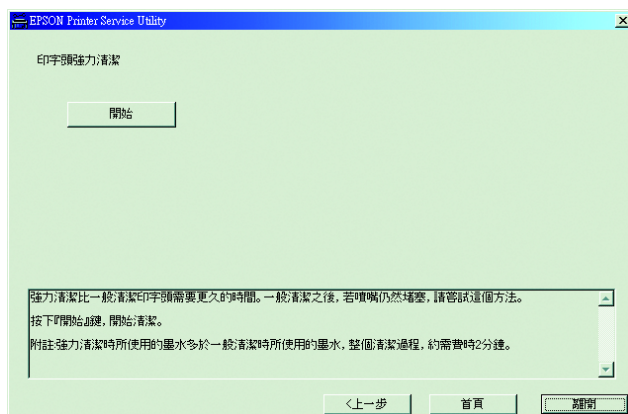 EPSON Printer Service Utility
印字頭強力清潔
開始
強力清潔比一般清潔印字頭需要更久的時間。一般清潔之後, 若噴嘴仍然堵塞, 請嘗試這個方法。
按下『開始』鍵, 開始清潔。
附註:強力清潔時所使用的墨水多於一般清潔時所使用的墨水, 整個清潔過程, 約需費時2分鐘。
<上一步
首頁
離開